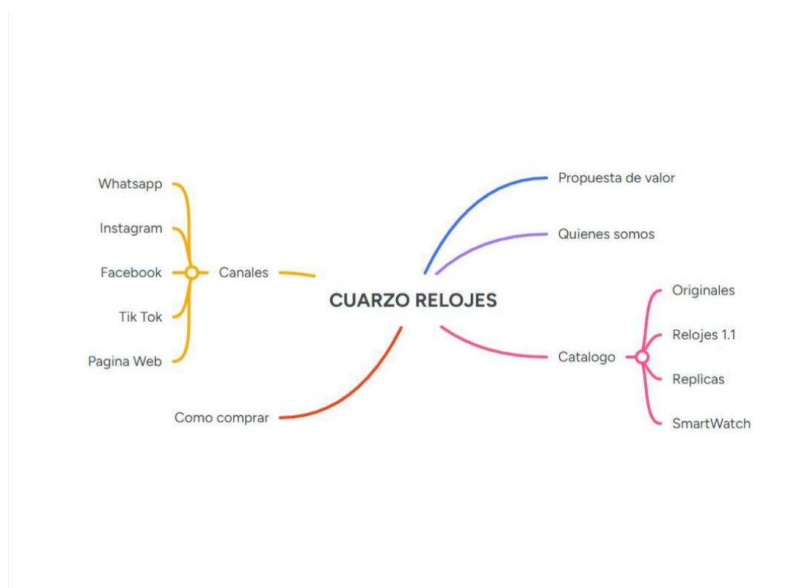 CUARZO RELOJES
Propuesta de valor
Quienes somos
Catalogo
Originales
Relojes 1.1
Replicas
SmartWatch
Canales
Whatsapp
Instagram
Facebook
Tik Tok
Pagina Web
Como comprar